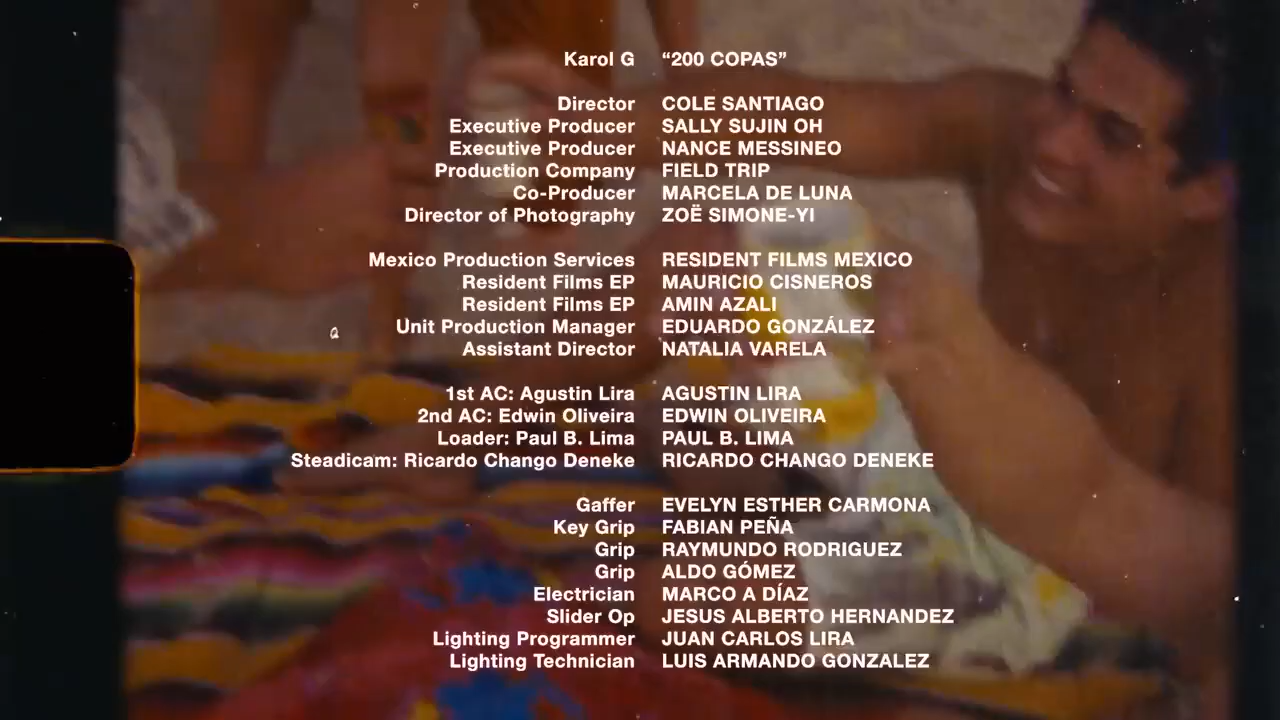 Karol G “200 COPAS”
Director COLE SANTIAGO
Executive Producer SALLY SUJIN OH
Executive Producer NANCE MESSINEO
Production Company FIELD TRIP
Co-Producer MARCELA DE LUNA
Director of Photography ZOË SIMONE-YI
Mexico Production Services RESIDENT FILMS MEXICO
Resident Films EP MAURICIO CISNEROS
Resident Films EP AMIN AZALI
Unit Production Manager EDUARDO GONZÁLEZ
Assistant Director NATALIA VARELA
1st AC: Agustin Lira AGUSTIN LIRA
2nd AC: Edwin Oliveira EDWIN OLIVEIRA
Loader: Paul B. Lima PAUL B. LIMA
Steadicam: Ricardo Chango Deneke RICARDO CHANGO DENEKE
Gaffer EVELYN ESTHER CARMONA
Key Grip FABIAN PEÑA
Grip RAYMUNDO RODRIGUEZ
Grip ALDO GÓMEZ
Electrician MARCO A DÍAZ
Slider Op JESUS ALBERTO HERNANDEZ
Lighting Programmer JUAN CARLOS LIRA
Lighting Technician LUIS ARMANDO GONZALEZ